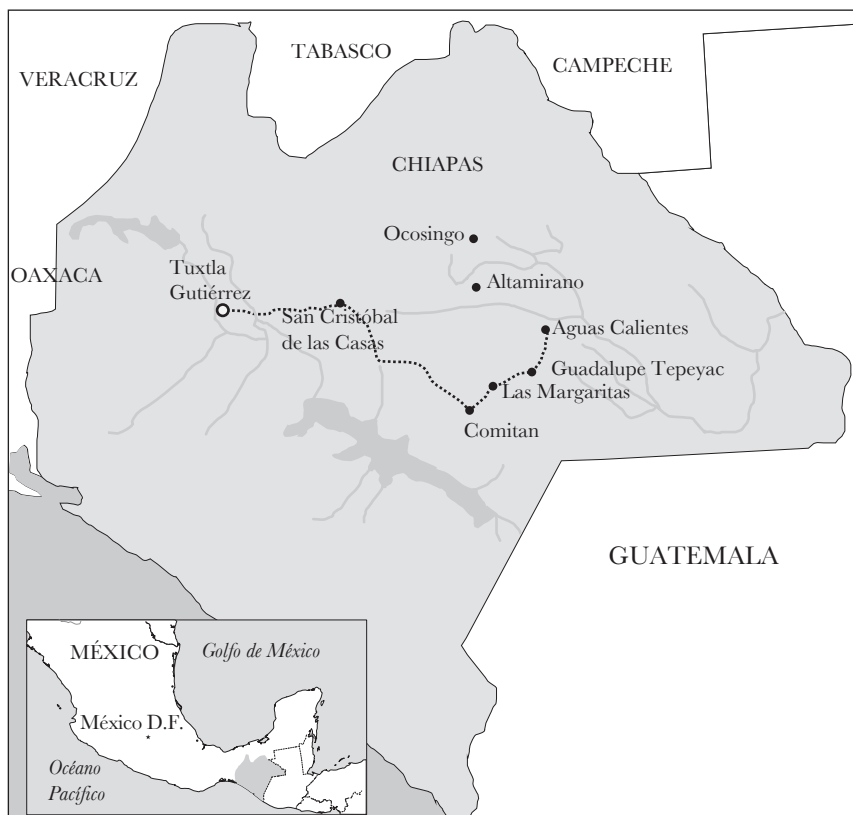 TABASCO
VERACRUZ
CAMPECHE
CHIAPAS
Ocosingo
OAXACA
Tuxtla
Gutiérrez
Altamirano
San Cristóbal
de las Casas
Aguas Calientes
Guadalupe Tepeyac
Las Margaritas
Comitan
GUATEMALA
MÉXICO
Golfo de México
México D.F.
Océano
Pacífico